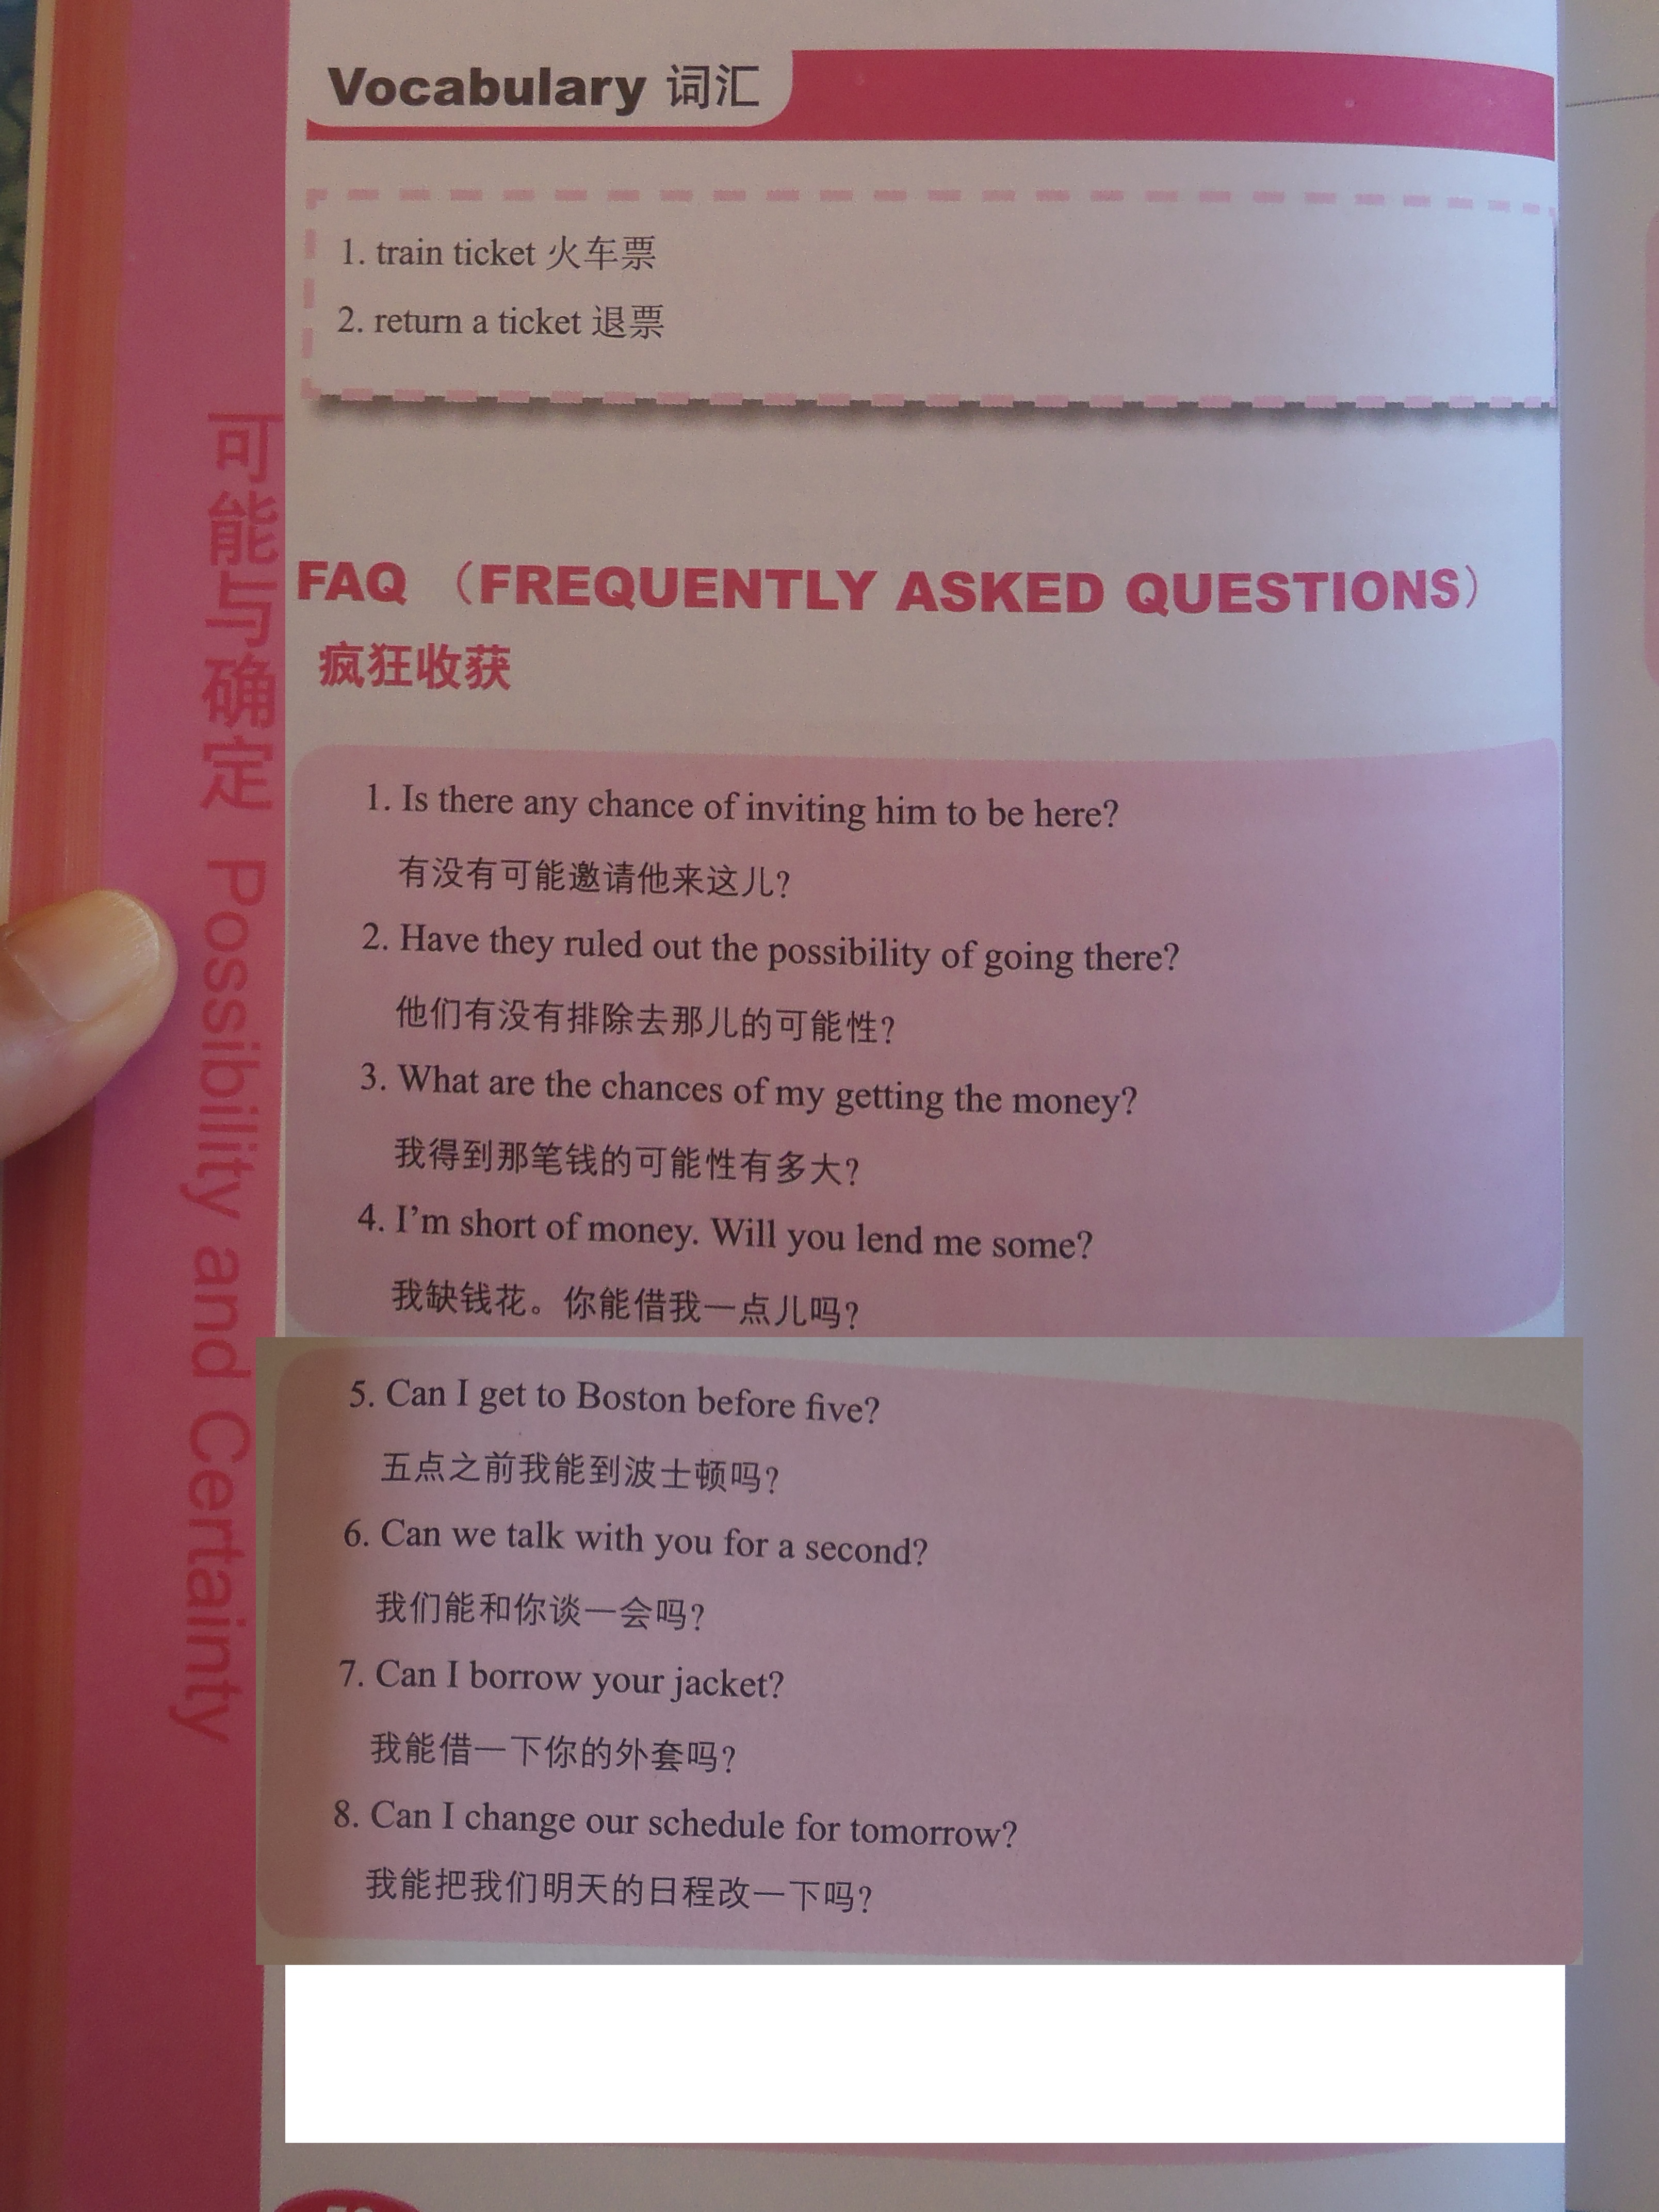 Vocabulary 词汇
1. train ticket 火车票
2. return a ticket 退票
FAQ （FREQUENTLY ASKED QUESTIONS）
疯狂收获
1. Is there any chance of inviting him to be here?
有没有可能邀请他来这儿?
2. Have they ruled out the possibility of going there?
他们有没有排除去那儿的可能性?
3. What are the chances of my getting the money?
我得到那笔钱的可能性有多大?
4. I'm short of money. Will you lend me some?
我缺钱花。你能借我一点儿吗?
5. Can I get to Boston before five?
五点之前我能到波士顿吗?
6. Can we talk with you for a second?
我们能和你谈一会吗?
7. Can I borrow your jacket?
我能借一下你的外套吗?
8. Can I change our schedule for tomorrow?
我能把我们明天的日程改一下吗?
可能与确定 Possibility and Certainty